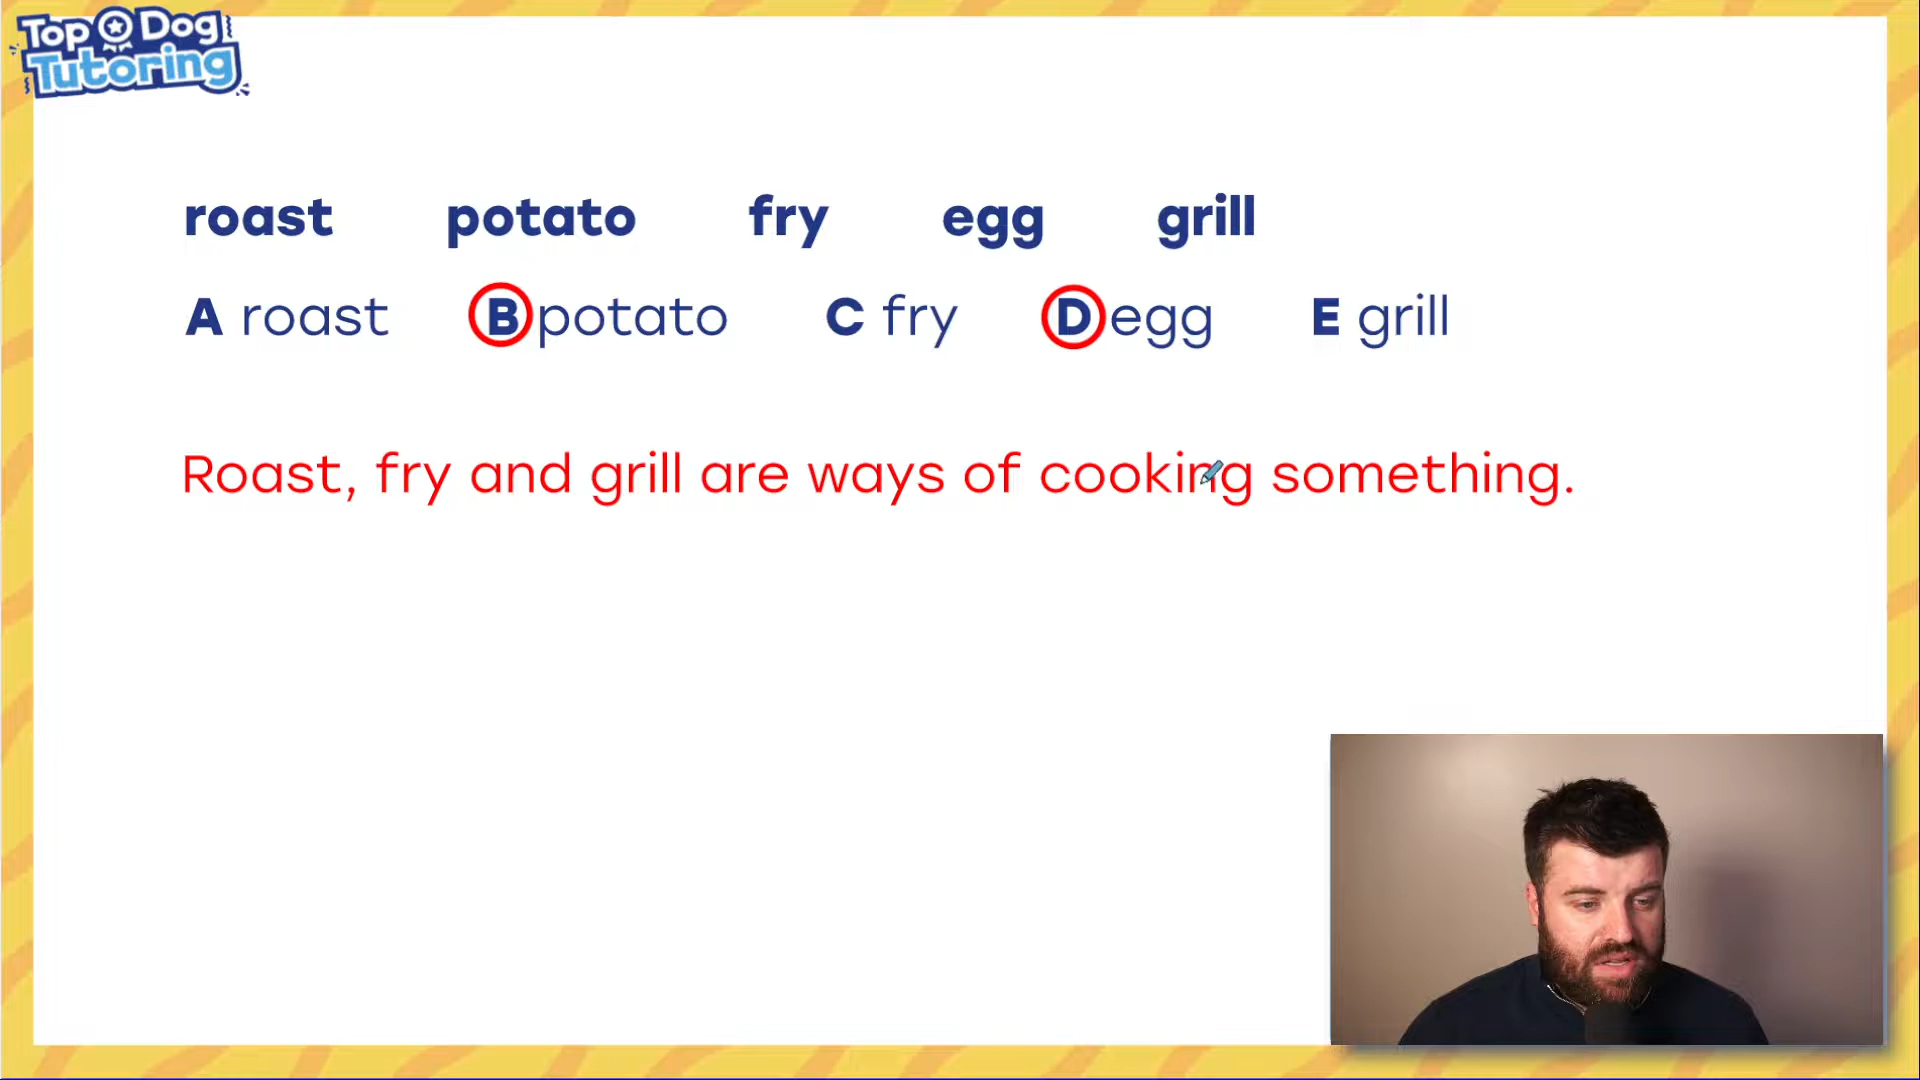 Top Dog
Tutoring
roast potato fry egg grill
A roast B potato C fry D egg E grill
Roast, fry and grill are ways of cooking something.